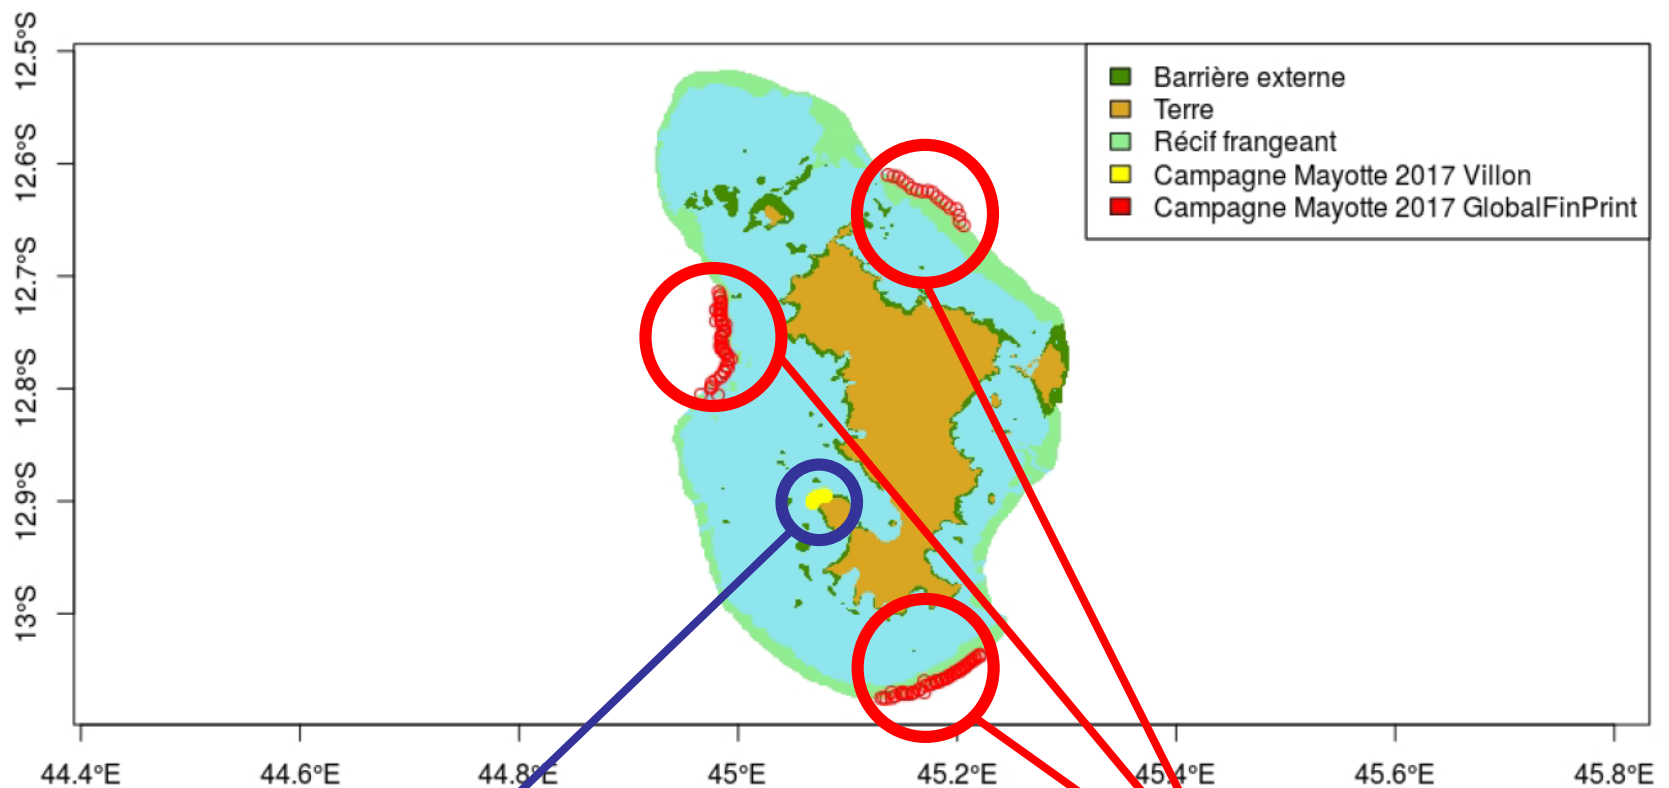 Barrière externe
Terre
Récif frangeant
Campagne Mayotte 2017 Villon
Campagne Mayotte 2017 GlobalFinPrint
12.5°S
12.6°S
12.7°S
12.8°S
12.9°S
13°S
44.4°E 44.6°E 44.8°E 45°E 45.2°E 45.4°E 45.6°E 45.8°E